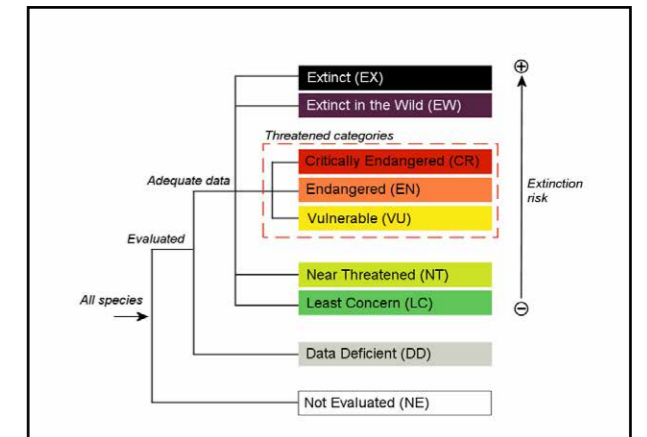 Extinct (EX)
Extinct in the Wild (EW)
Threatened categories
Critically Endangered (CR)
Adequate data
Endangered (EN)
Extinction
risk
Vulnerable (VU)
Evaluated
Near Threatened (NT)
All species
Least Concern (LC)
Data Deficient (DD)
Not Evaluated (NE)